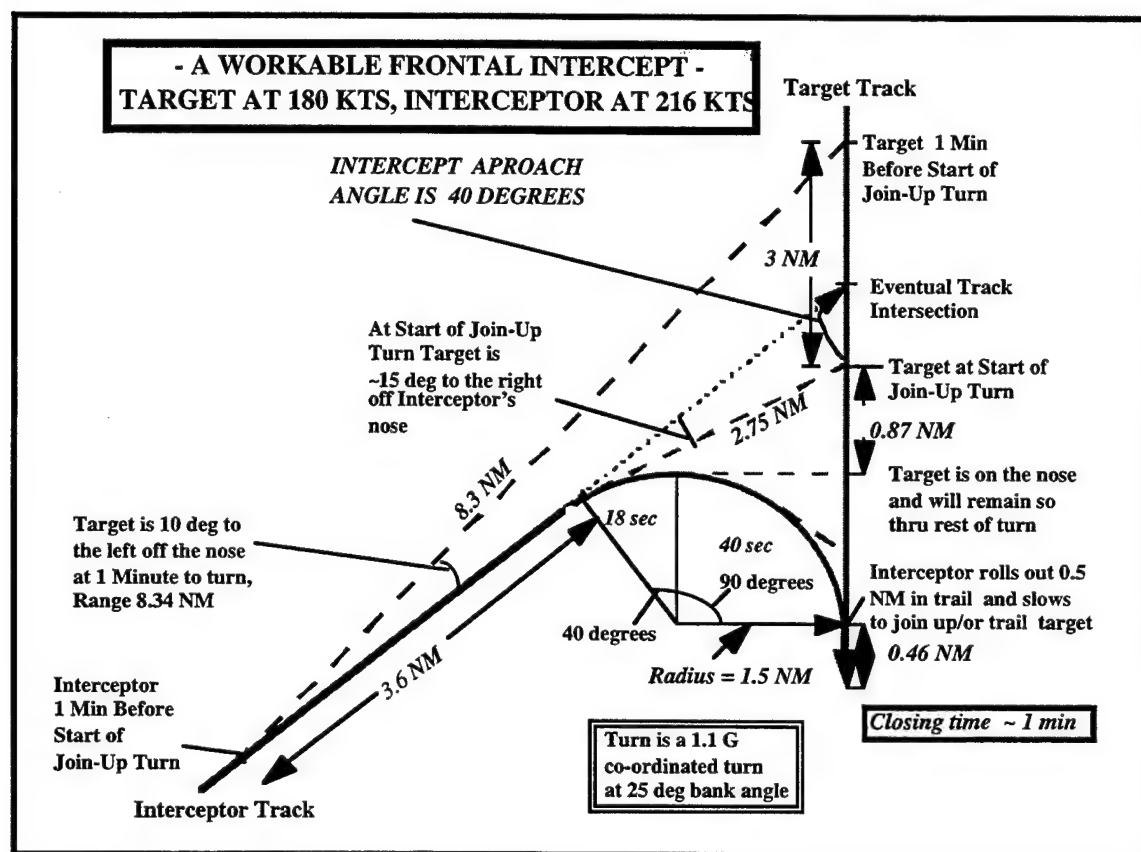 - A WORKABLE FRONTAL INTERCEPT -
TARGET AT 180 KTS, INTERCEPTOR AT 216 KTS
Target Track
INTERCEPT APROACH
ANGLE IS 40 DEGREES
Target 1 Min
Before Start of
Join-Up Turn
3 NM
Eventual Track
Intersection
At Start of Join-Up
Turn Target is
~15 deg to the right
off Interceptor's
nose
Target at Start of
Join-Up Turn
2.75 NM
0.87 NM
8.3 NM
Target is on the nose
and will remain so
thru rest of turn
Target is 10 deg to
the left off the nose
at 1 Minute to turn,
Range 8.34 NM
18 sec
40 sec
90 degrees
40 degrees
Interceptor rolls out 0.5
NM in trail and slows
to join up/or trail target
0.46 NM
3.6 NM
Radius = 1.5 NM
Interceptor
1 Min Before
Start of
Join-Up Turn
Closing time ~ 1 min
Turn is a 1.1 G
co-ordinated turn
at 25 deg bank angle
Interceptor Track